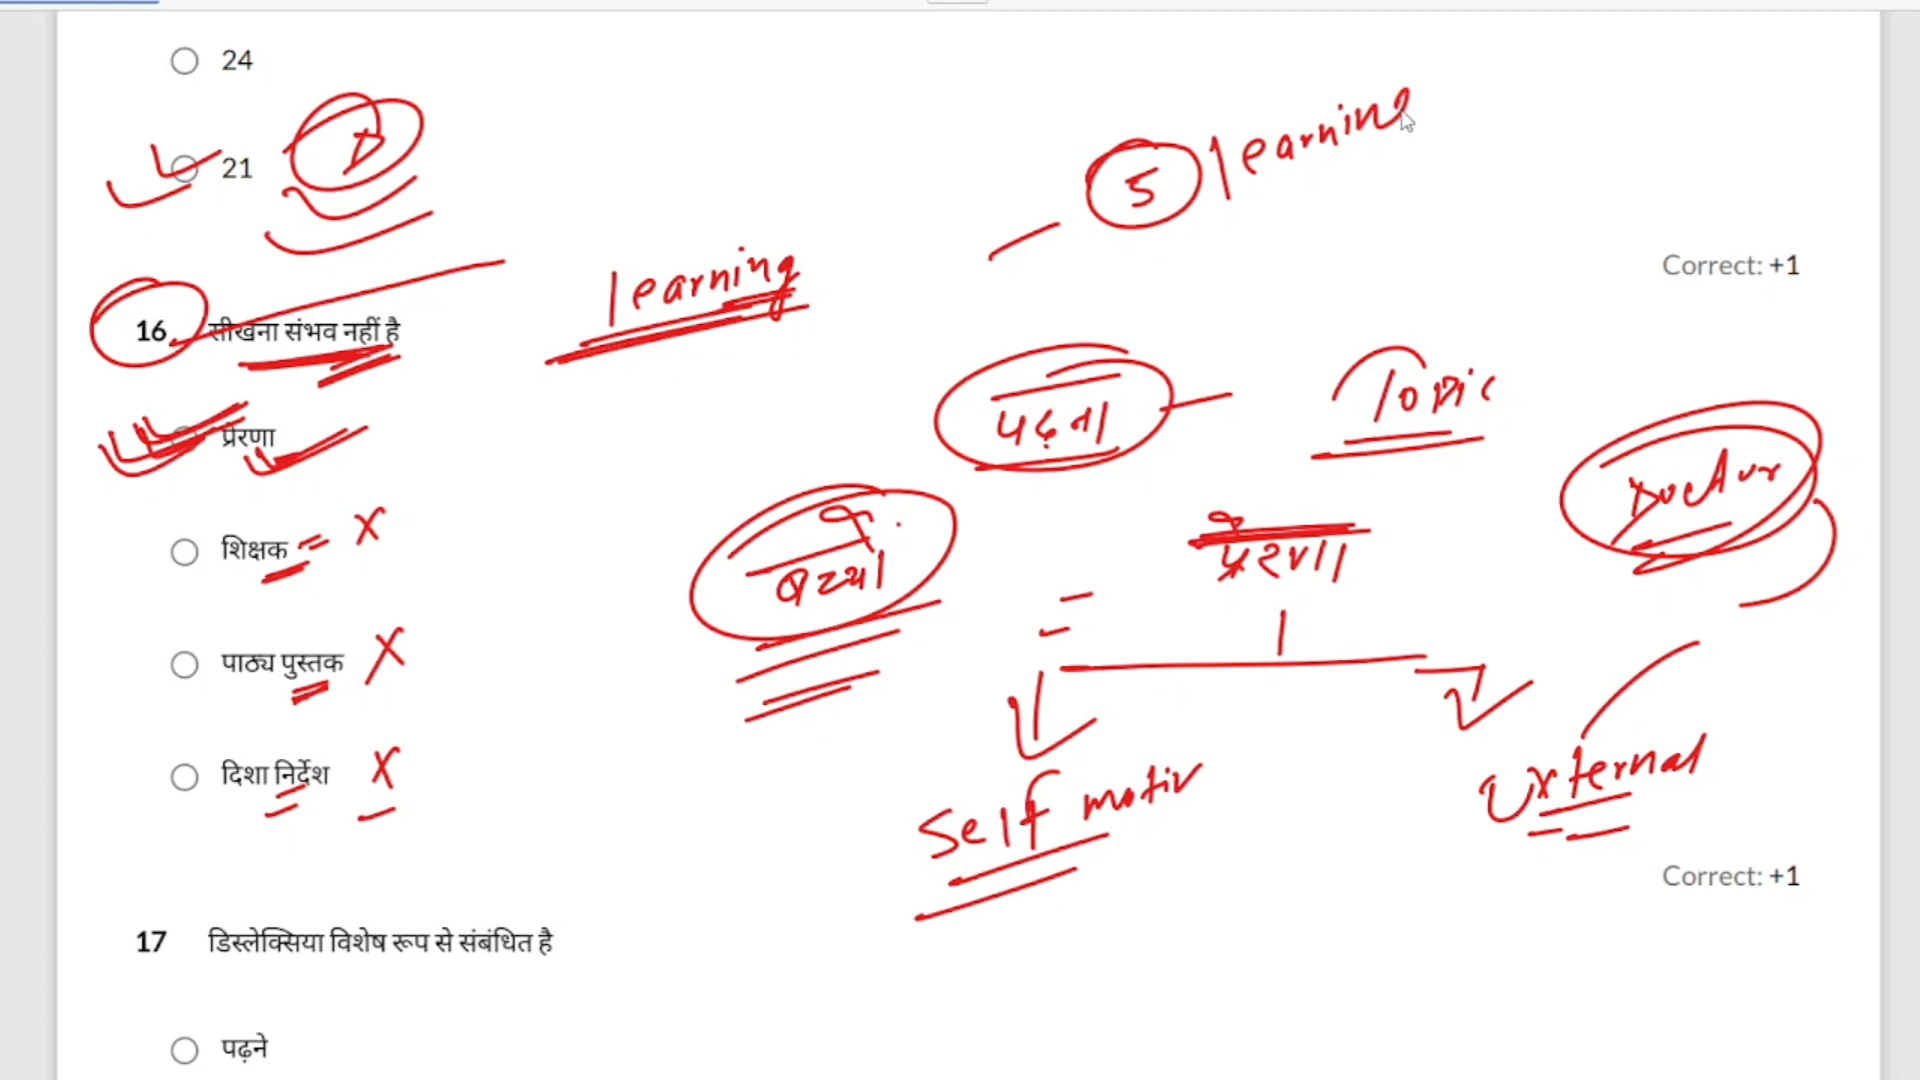 24
21
D
5 learning
Correct: +1
16 सीखना संभव नहीं है
learning
प्रेरणा
पढ़ना
Topic
Doctor
शिक्षक = X
बच्चा
प्रेरणा
पाठ्य पुस्तक X
दिशा निर्देश X
Self motiv
External
Correct: +1
17 डिस्लेक्सिया विशेष रूप से संबंधित है
पढ़ने